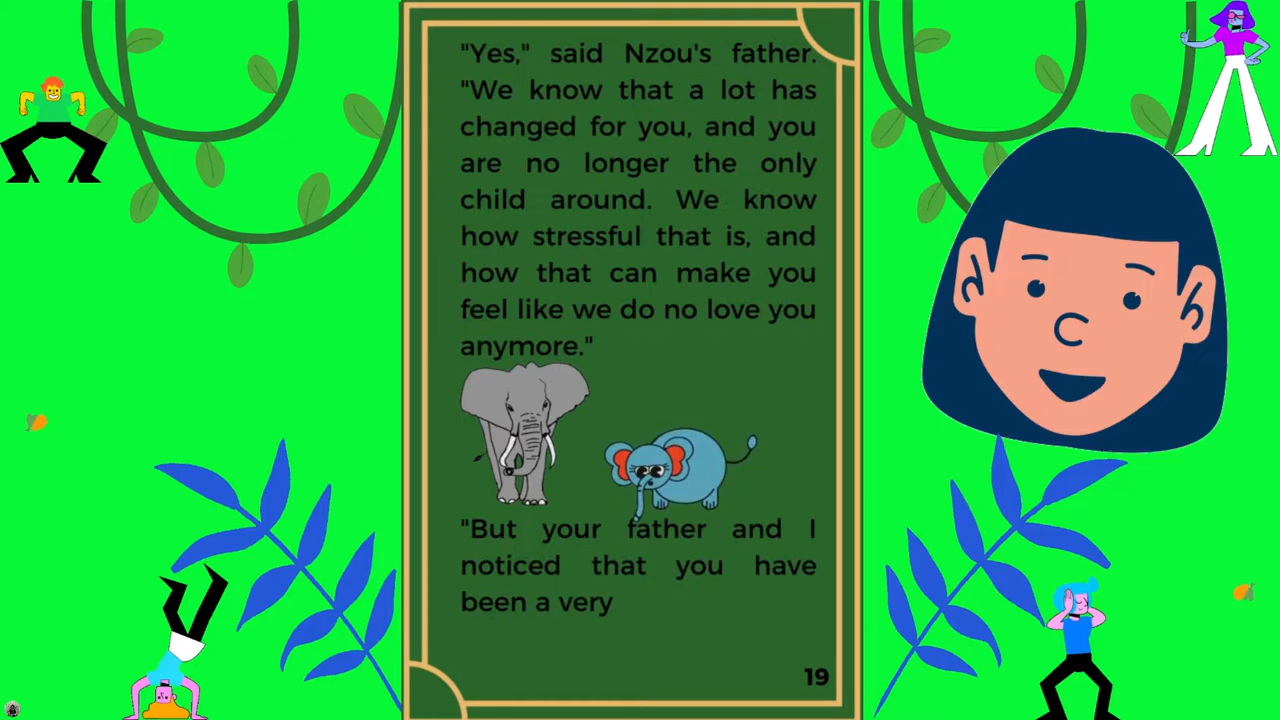 "Yes," said Nzou's father.
"We know that a lot has
changed for you, and you
are no longer the only
child around. We know
how stressful that is, and
how that can make you
feel like we do no love you
anymore."
"But your father and I
noticed that you have
been a very
19